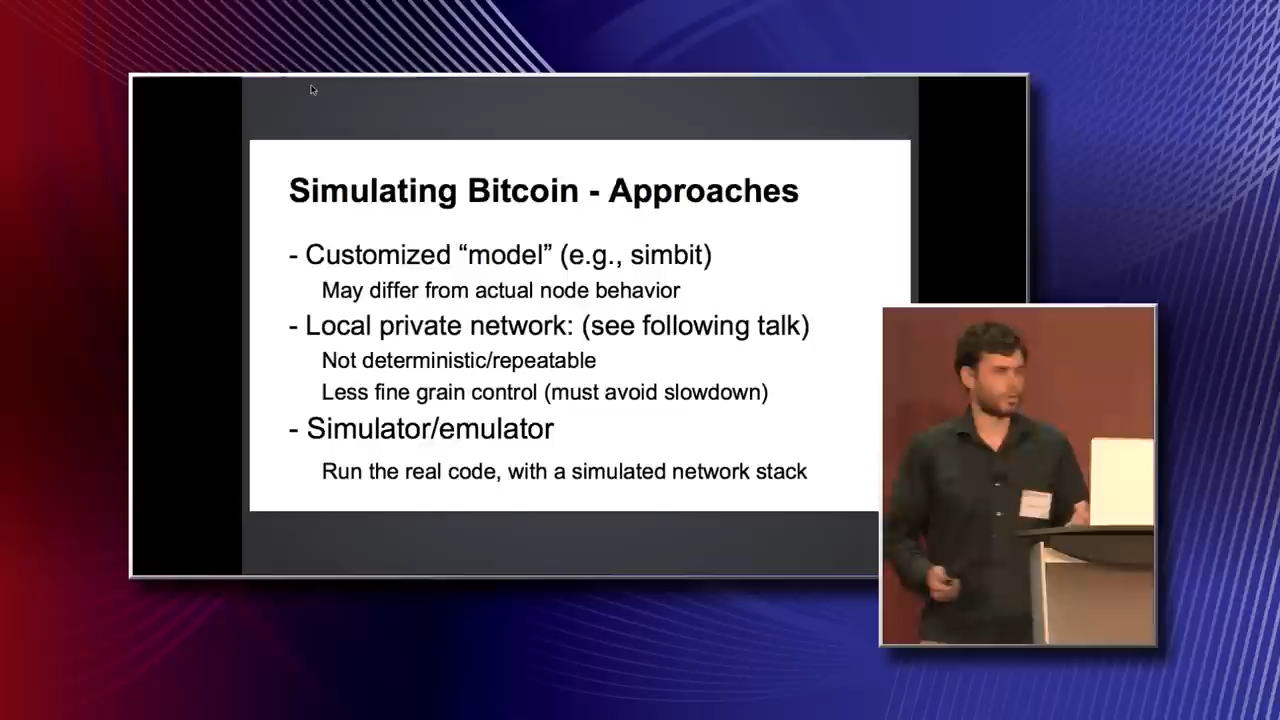 Simulating Bitcoin - Approaches
- Customized “model” (e.g., simbit)
May differ from actual node behavior
- Local private network: (see following talk)
Not deterministic/repeatable
Less fine grain control (must avoid slowdown)
- Simulator/emulator
Run the real code, with a simulated network stack